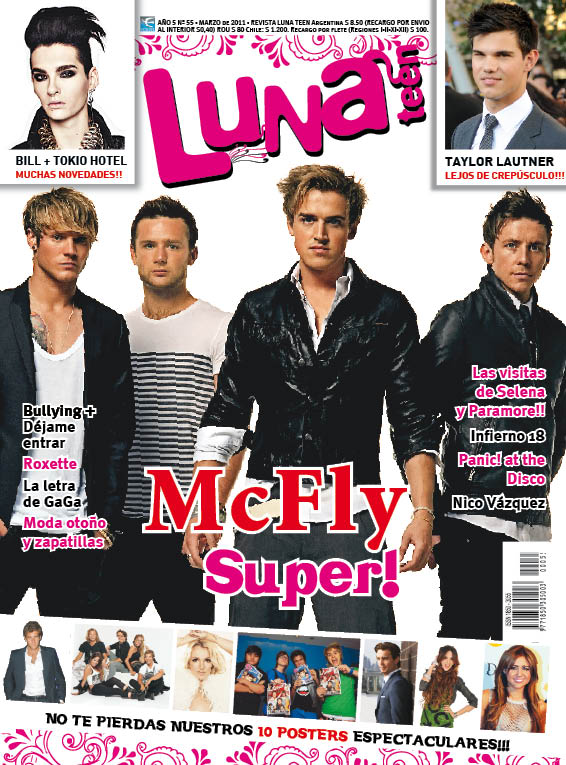 AÑO 5 Nº 55 • MARZO DE 2011 • REVISTA LUNA TEEN ARGENTINA $ 8.50 (RECARGO POR ENVIO
AL INTERIOR $0,40) ROU $ 80 CHILE: $ 1.200. RECARGO POR FLETE (REGIONES I-II-XI-XII) $ 100.
LUNA
teen
BILL + TOKIO HOTEL
MUCHAS NOVEDADES!!
TAYLOR LAUTNER
LEJOS DE CREPÚSCULO!!!
Bullying +
Déjame
entrar
Roxette
La letra
de GaGa
Moda otoño
y zapatillas
Las visitas
de Selena
y Paramore!!
Infierno 18
Panic! at the
Disco
Nico Vázquez
McFly
Super!
NO TE PIERDAS NUESTROS 10 POSTERS ESPECTACULARES!!!